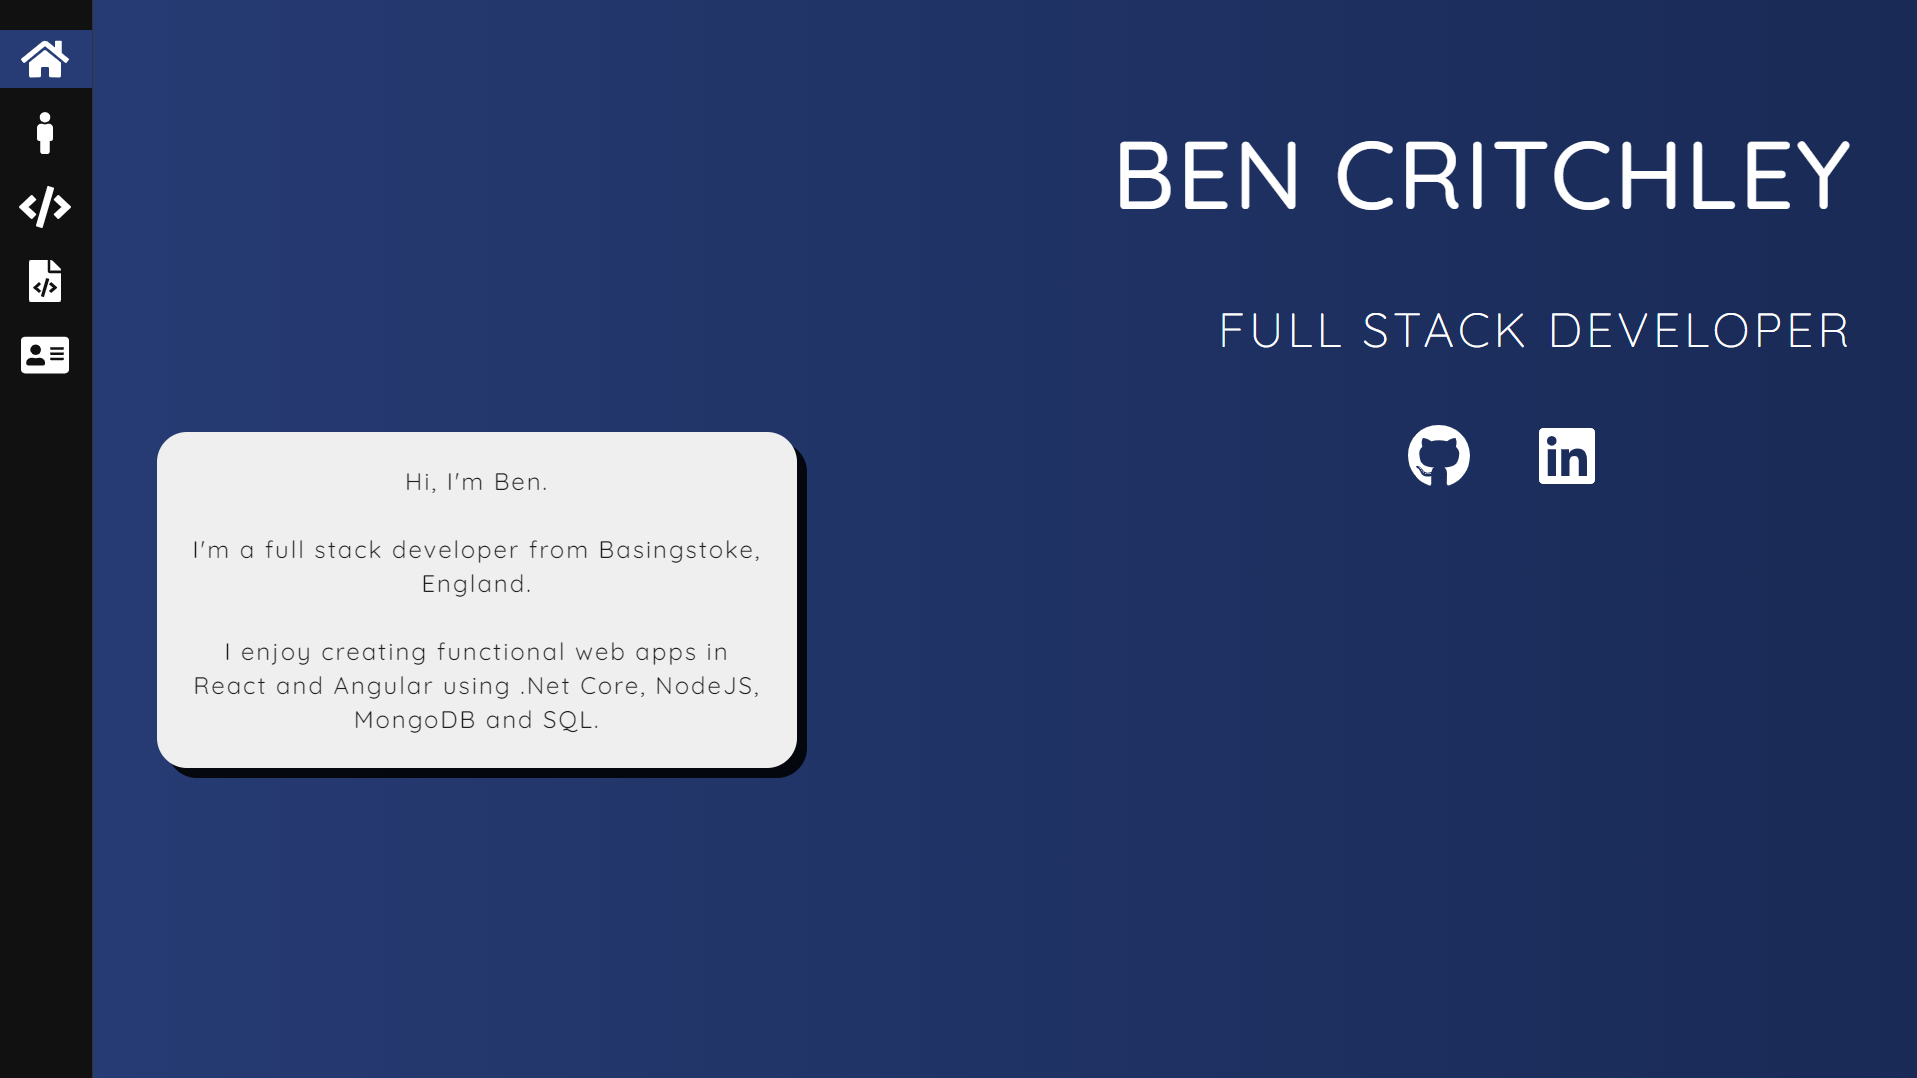 BEN CRITCHLEY
FULL STACK DEVELOPER
in
Hi, I'm Ben.
I'm a full stack developer from Basingstoke,
England.
I enjoy creating functional web apps in
React and Angular using .Net Core, NodeJS,
MongoDB and SQL.